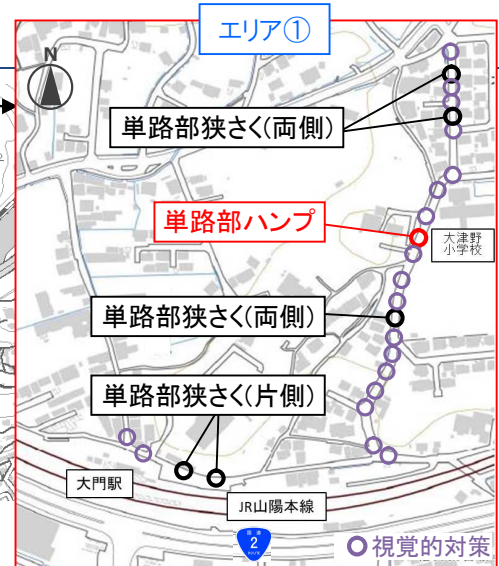 エリア①
N
単路部狭さく(両側)
単路部ハンプ
大津野
小学校
単路部狭さく(両側)
単路部狭さく(片側)
大門駅
JR山陽本線
国道
2
視覚的対策